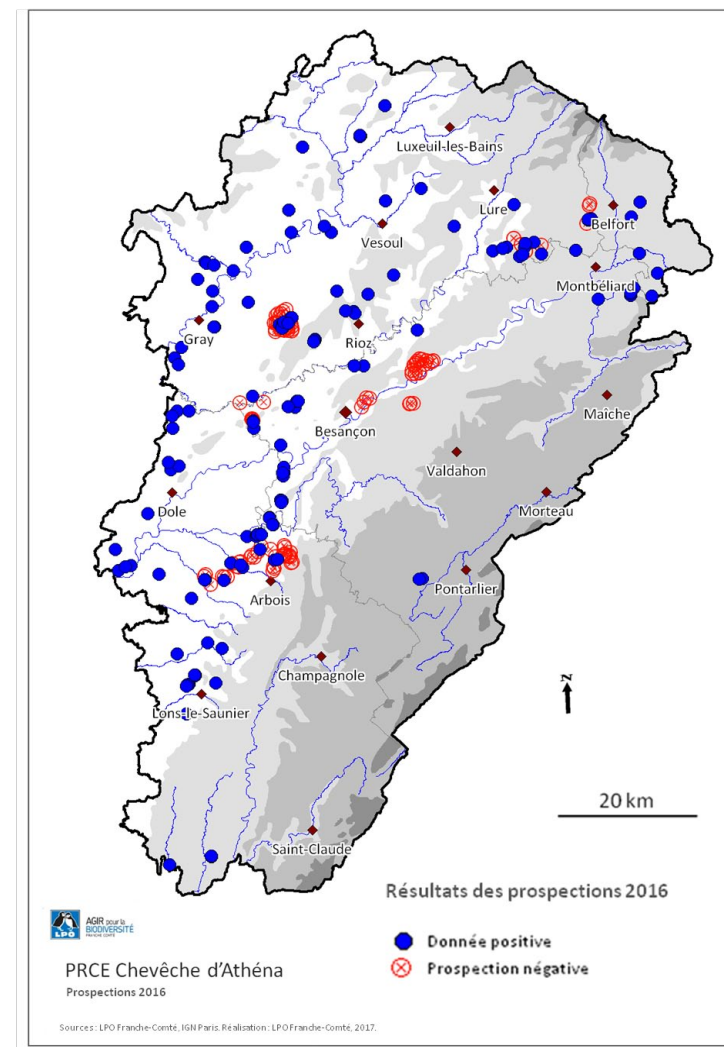 Luxeuil-les-Bains
Lure
Belfort
Vesoul
Montbéliard
Gray
Rioz
Maîche
Besançon
Valdahon
Dole
Morteau
Arbois
Pontarlier
Champagnole
Lons-le-Saunier
N
20 km
Saint-Claude
Résultats des prospections 2016
Donnée positive
Prospection négative
LPO
AGIR pour la
BIODIVERSITÉ
FRANCHE-COMTÉ
PRCE Chevêche d'Athéna
Prospections 2016
Sources : LPO Franche-Comté, IGN Paris. Réalisation : LPO Franche-Comté, 2017.